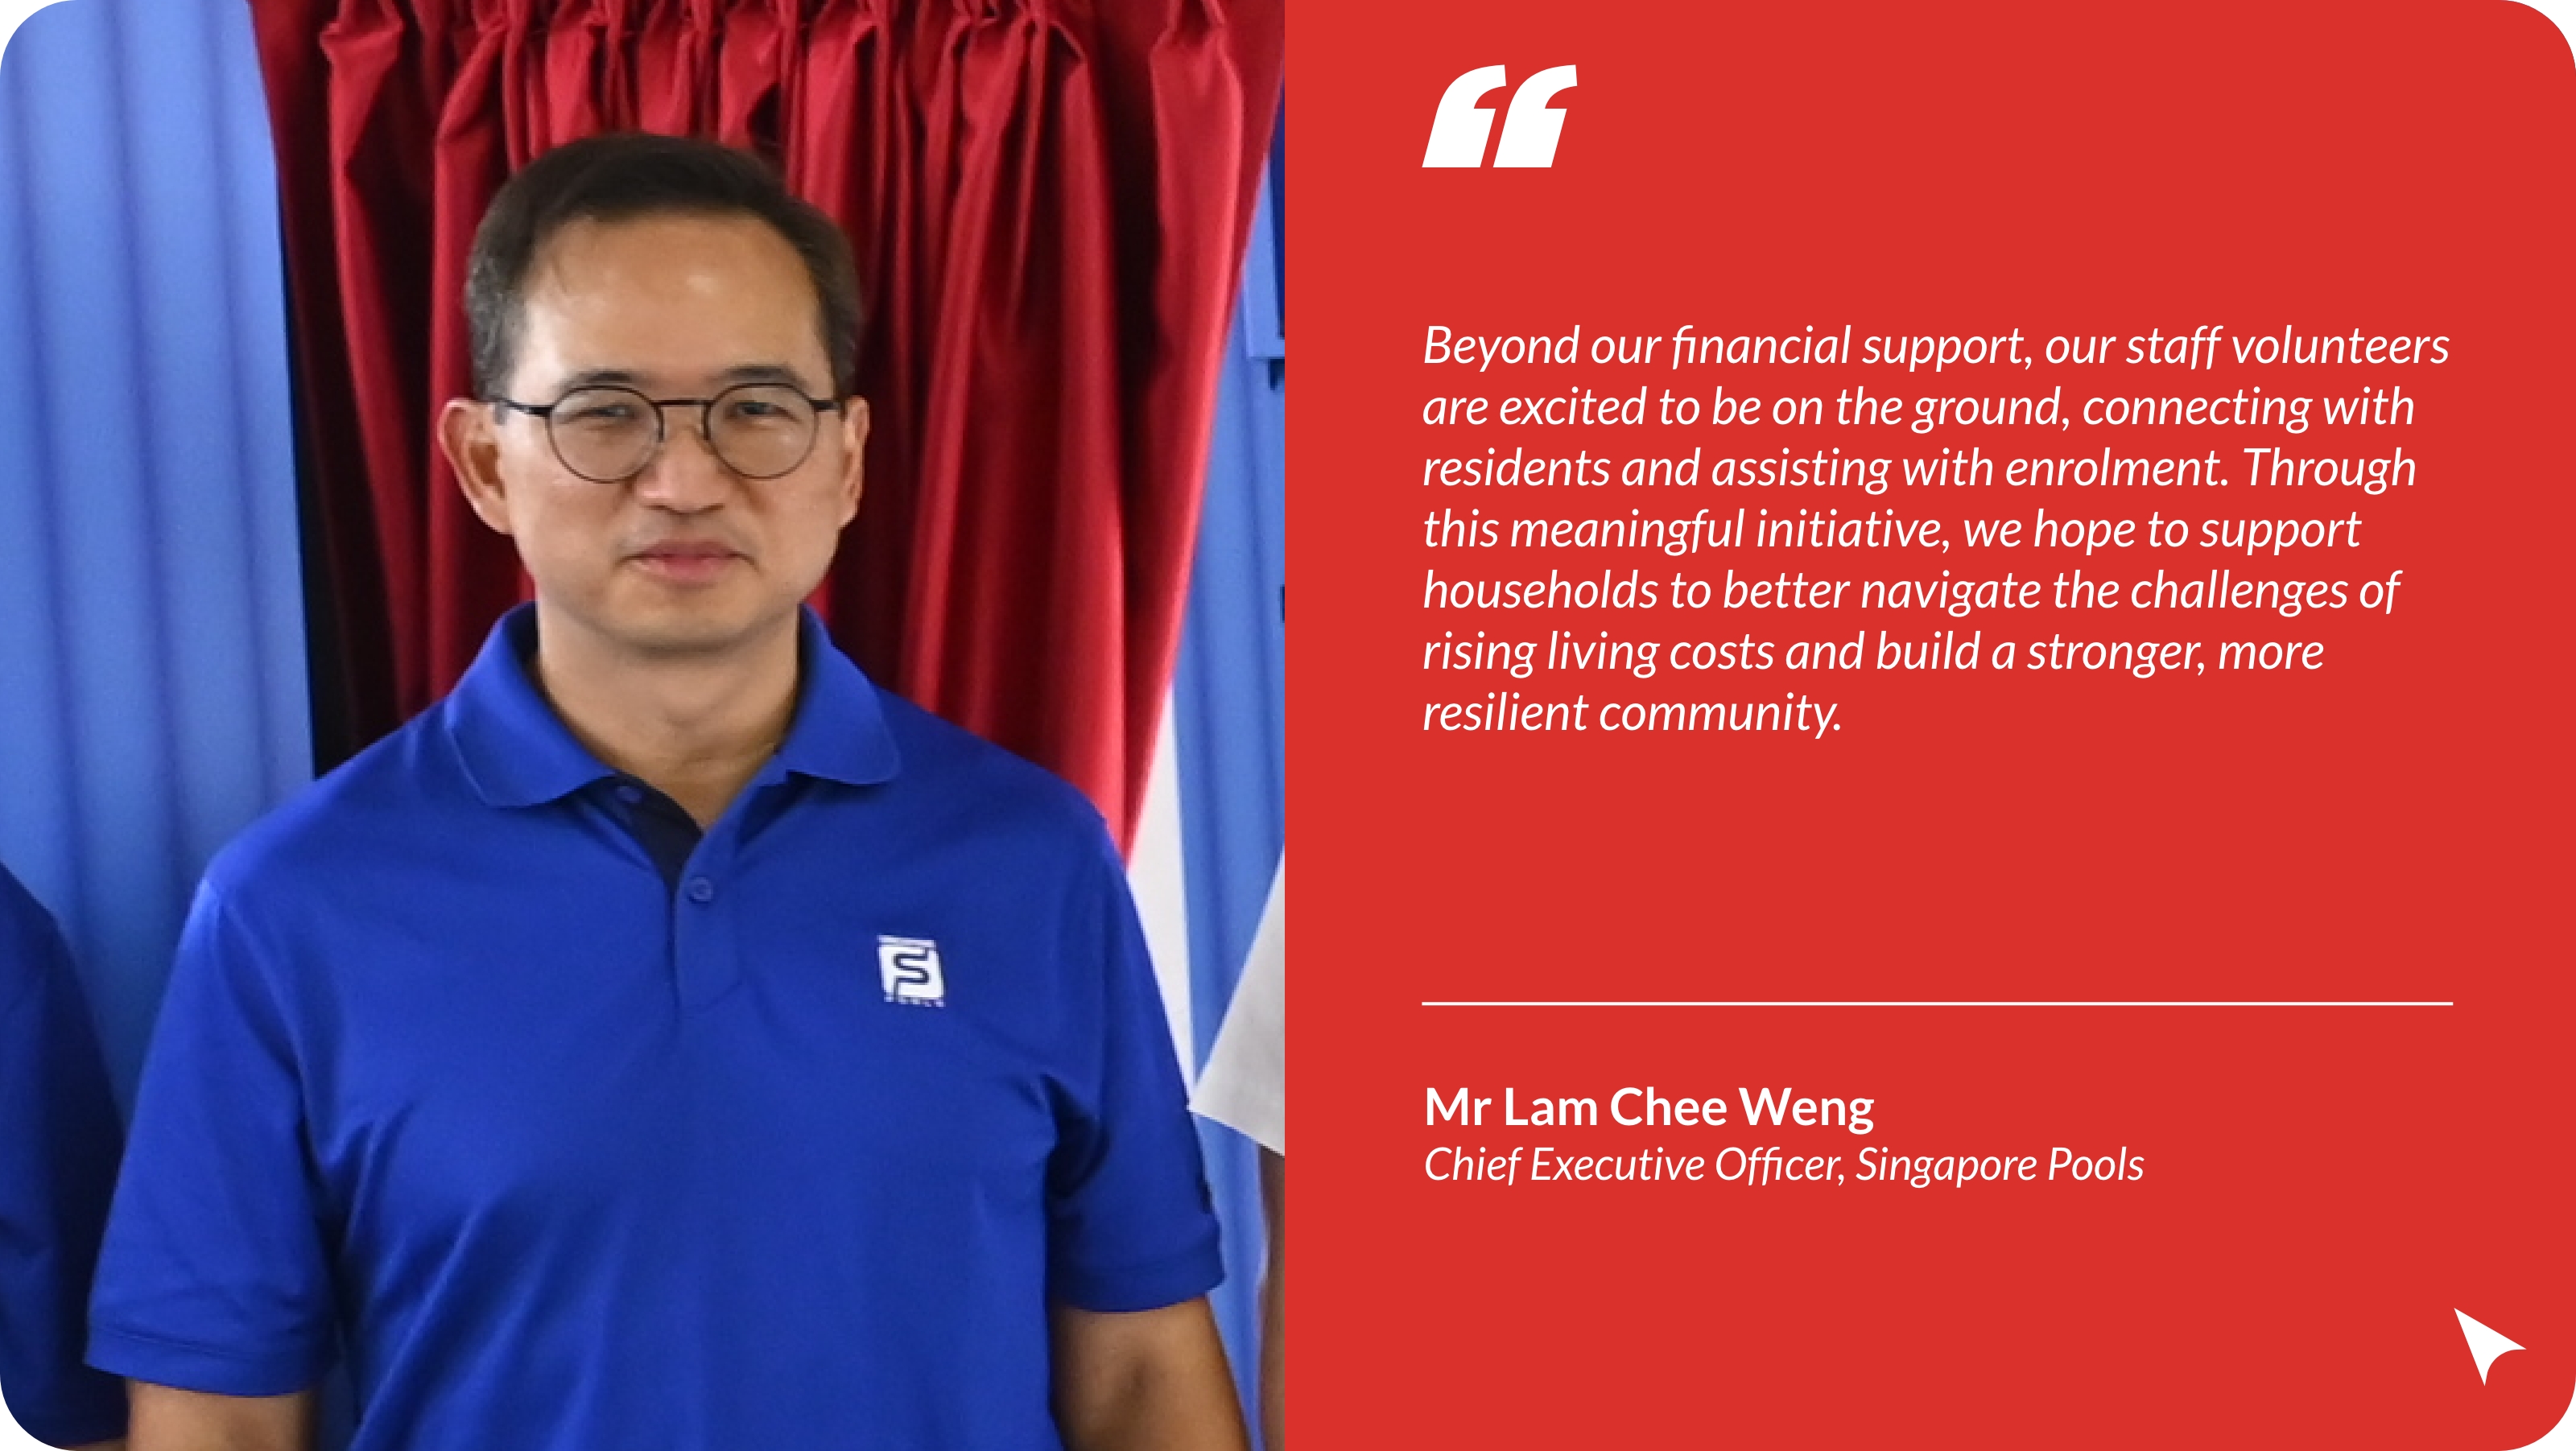 Beyond our financial support, our staff volunteers
are excited to be on the ground, connecting with
residents and assisting with enrolment. Through
this meaningful initiative, we hope to support
households to better navigate the challenges of
rising living costs and build a stronger, more
resilient community.
Mr Lam Chee Weng
Chief Executive Officer, Singapore Pools